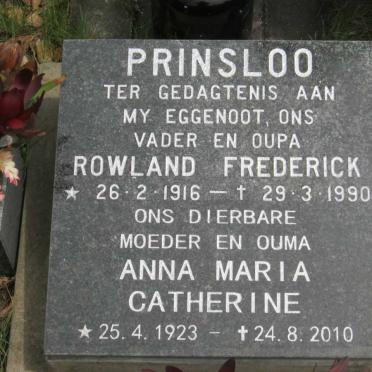 PRINSLOO
TER GEDAGTENIS AAN
MY EGGENOOT, ONS
VADER EN OUPA
ROWLAND FREDERICK
★ 26·2·1916 – † 29·3·1990
ONS DIERBARE
MOEDER EN OUMA
ANNA MARIA
CATHERINE
★ 25.4.1923 – ✝ 24.8.2010